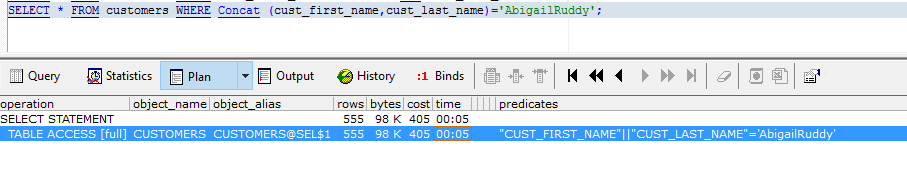 SELECT * FROM customers WHERE Concat (cust_first_name,cust_last_name)='AbigailRuddy';
Query Statistics Plan Output History :1 Binds
operation object_name object_alias rows bytes cost time predicates
SELECT STATEMENT 555 98 K 405 00:05
TABLE ACCESS [full] CUSTOMERS CUSTOMERS@SEL$1 555 98 K 405 00:05 "CUST_FIRST_NAME"||"CUST_LAST_NAME"='AbigailRuddy'